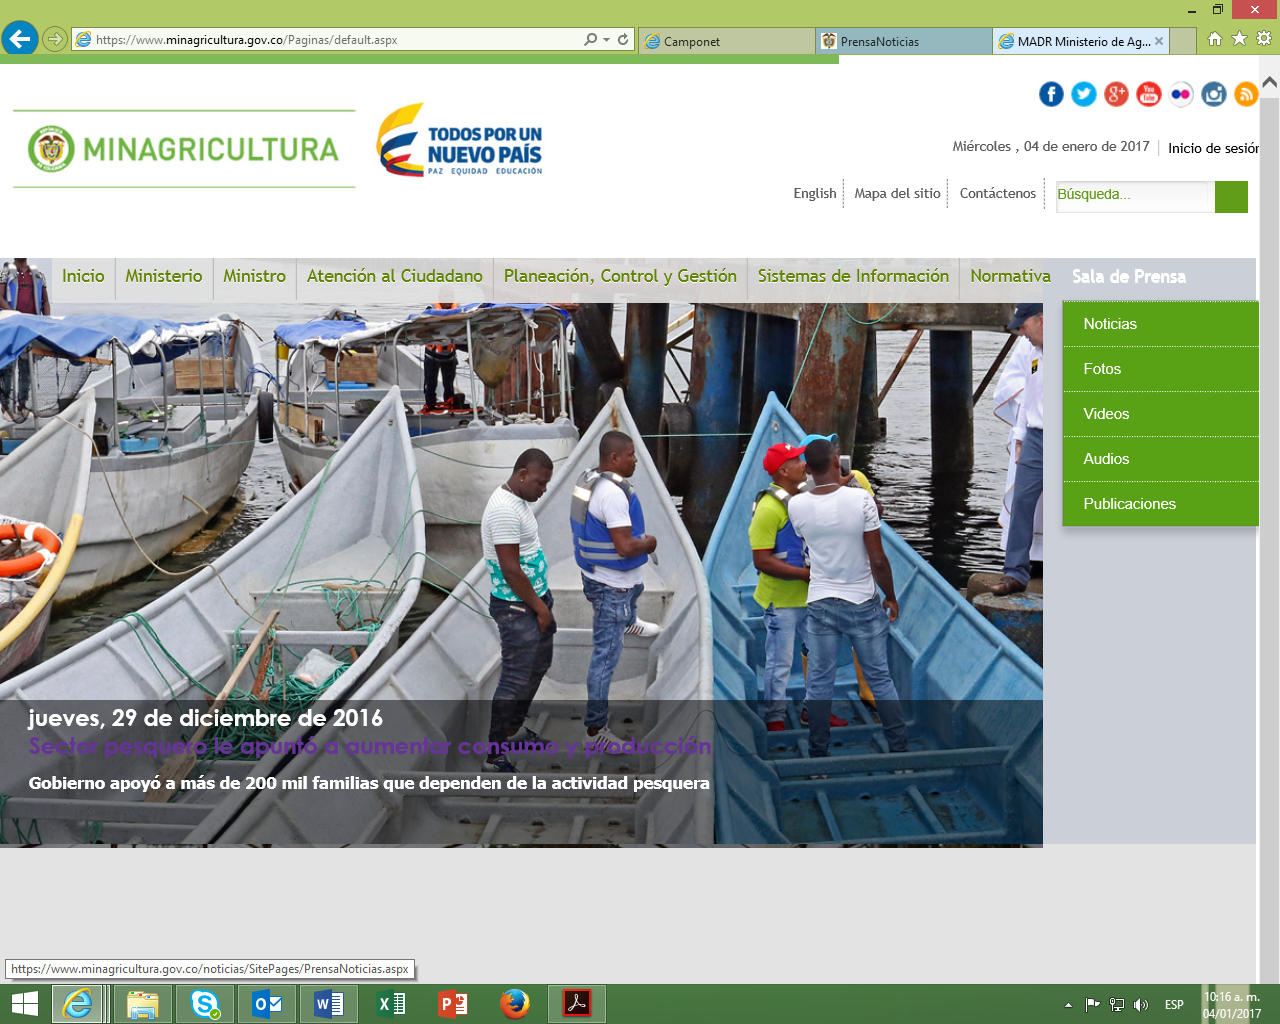 https://www.minagricultura.gov.co/Paginas/default.aspx
Camponet
PrensaNoticias
MADR Ministerio de Ag...
REPÚBLICA
DE COLOMBIA
MINAGRICULTURA
TODOS POR UN
NUEVO PAÍS
PAZ EQUIDAD EDUCACIÓN
You
Tube
Miércoles , 04 de enero de 2017
Inicio de sesión
English
Mapa del sitio
Contáctenos
Búsqueda...
Inicio
Ministerio
Ministro
Atención al Ciudadano
Planeación, Control y Gestión
Sistemas de Información
Normativa
Sala de Prensa
Noticias
Fotos
Videos
Audios
Publicaciones
jueves, 29 de diciembre de 2016
Sector pesquero le apuntó a aumentar consumo y producción
Gobierno apoyó a más de 200 mil familias que dependen de la actividad pesquera
https://www.minagricultura.gov.co/noticias/SitePages/PrensaNoticias.aspx
ESP
10:16 a. m.
04/01/2017